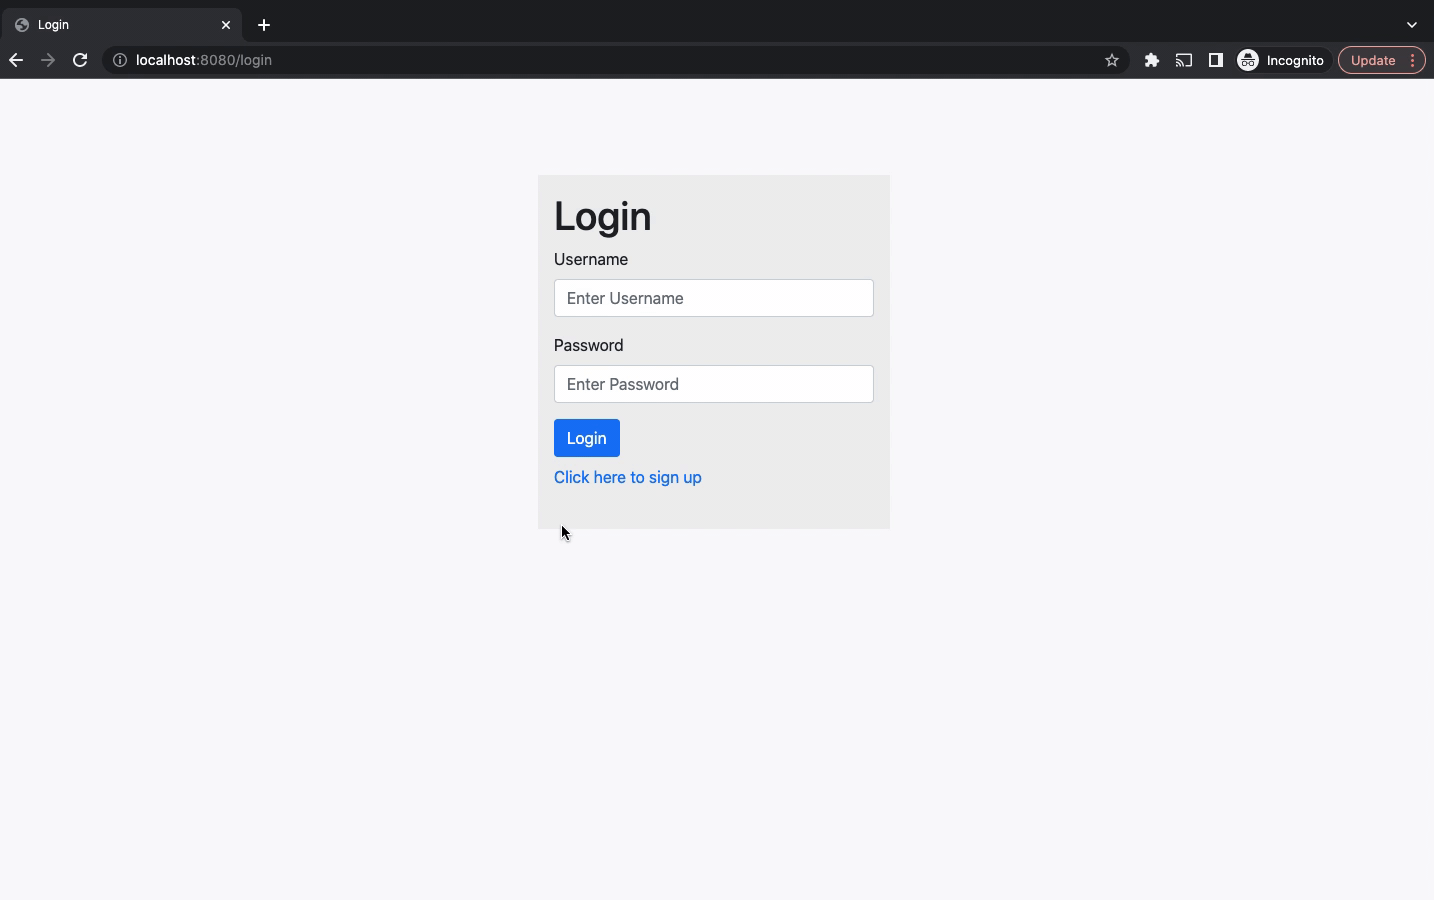 Login
localhost:8080/login
Incognito
Update
Login
Username
Enter Username
Password
Enter Password
Login
Click here to sign up